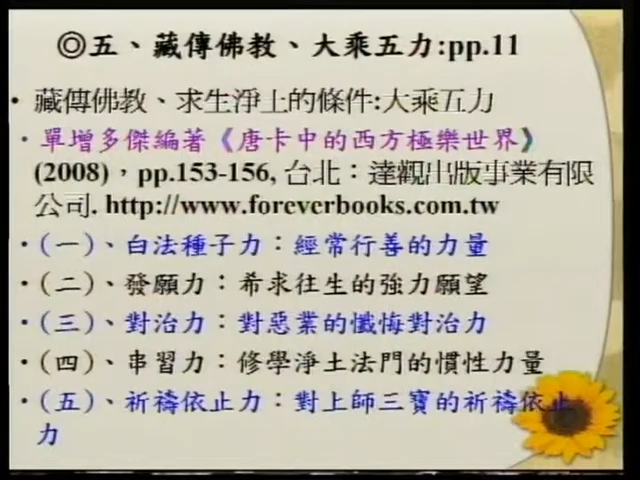 ◎五、藏傳佛教、大乘五力:pp.11
• 藏傳佛教、求生淨土的條件:大乘五力
• 單增多傑編著《唐卡中的西方極樂世界》
(2008)，pp.153-156, 台北：達觀出版事業有限
公司. http://www.foreverbooks.com.tw
• (一)、白法種子力：經常行善的力量
• (二)、發願力：希求往生的強力願望
• (三)、對治力：對惡業的懺悔對治力
• (四)、串習力：修學淨土法門的慣性力量
• (五)、祈禱依止力：對上師三寶的祈禱依止
力